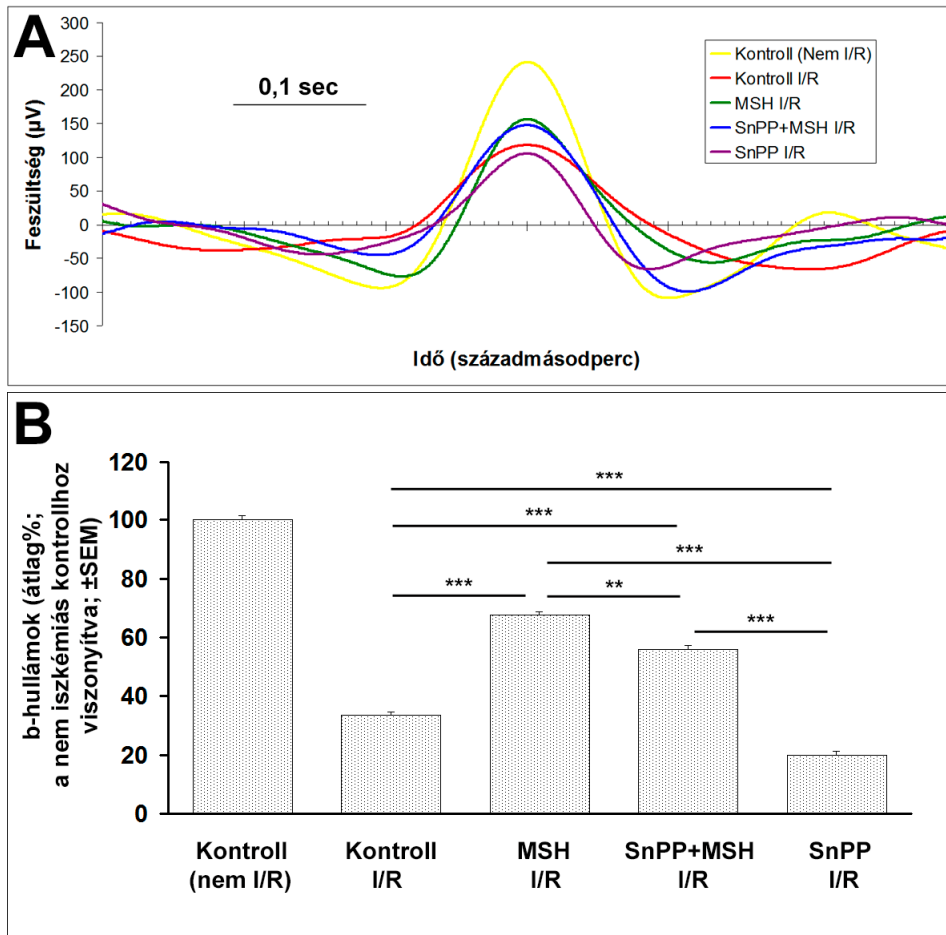 A
300
250
200
150
100
50
0
-50
-100
-150
Feszültség (µV)
0,1 sec
Kontroll (Nem I/R)
Kontroll I/R
MSH I/R
SnPP+MSH I/R
SnPP I/R
Idő (századmásodperc)
B
b-hullámok (átlag%;
a nem iszkémiás kontrollhoz
viszonyítva; ±SEM)
120
100
80
60
40
20
0
***
***
***
***
**
***
Kontroll
(nem I/R)
Kontroll
I/R
MSH
I/R
SnPP+MSH
I/R
SnPP
I/R